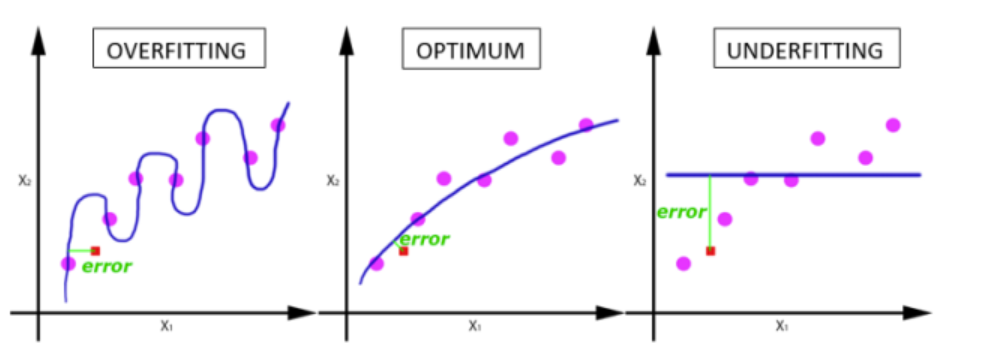 OVERFITTING
OPTIMUM
UNDERFITTING
X₂
error
X₁
X₂
error
X₁
X₂
error
X₁